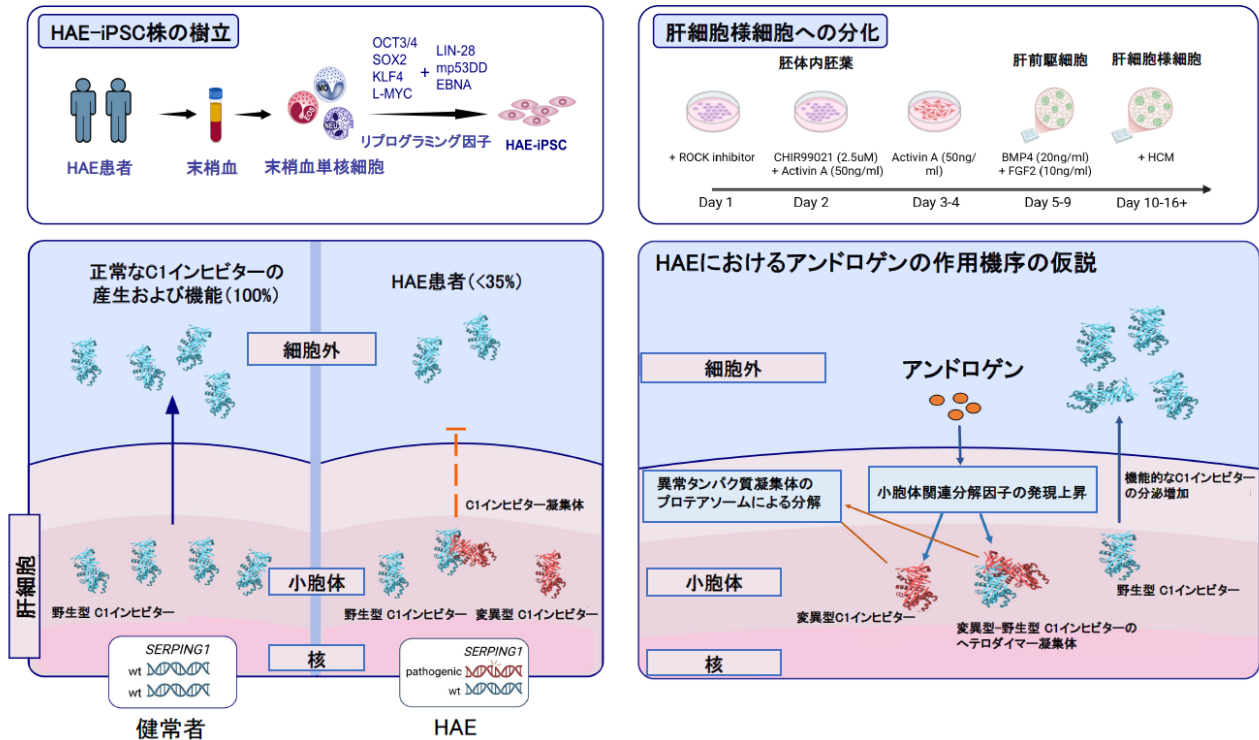 HAE-iPSC株の樹立
OCT3/4
SOX2
KLF4
L-MYC
+
LIN-28
mp53DD
EBNA
MO
EOS
NEU
リプログラミング因子
HAE患者
末梢血
末梢血単核細胞
HAE-iPSC
肝細胞様細胞への分化
胚体内胚葉
肝前駆細胞
肝細胞様細胞
+ ROCK inhibitor
CHIR99021 (2.5uM)
+ Activin A (50ng/ml)
Activin A (50ng/
ml)
BMP4 (20ng/ml)
+ FGF2 (10ng/ml)
+ HCM
Day 1
Day 2
Day 3-4
Day 5-9
Day 10-16+
正常なC1インヒビターの
産生および機能(100%)
HAE患者(<35%)
細胞外
C1インヒビター凝集体
肝細胞
小胞体
野生型 C1インヒビター
野生型 C1インヒビター
変異型 C1インヒビター
核
SERPING1
wt
wt
SERPING1
pathogenic
wt
健常者
HAE
HAEにおけるアンドロゲンの作用機序の仮説
細胞外
アンドロゲン
異常タンパク質凝集体の
プロテアソームによる分解
小胞体関連分解因子の発現上昇
機能的なC1インヒビター
の分泌増加
小胞体
変異型C1インヒビター
変異型-野生型 C1インヒビターの
ヘテロダイマー凝集体
野生型 C1インヒビター
核